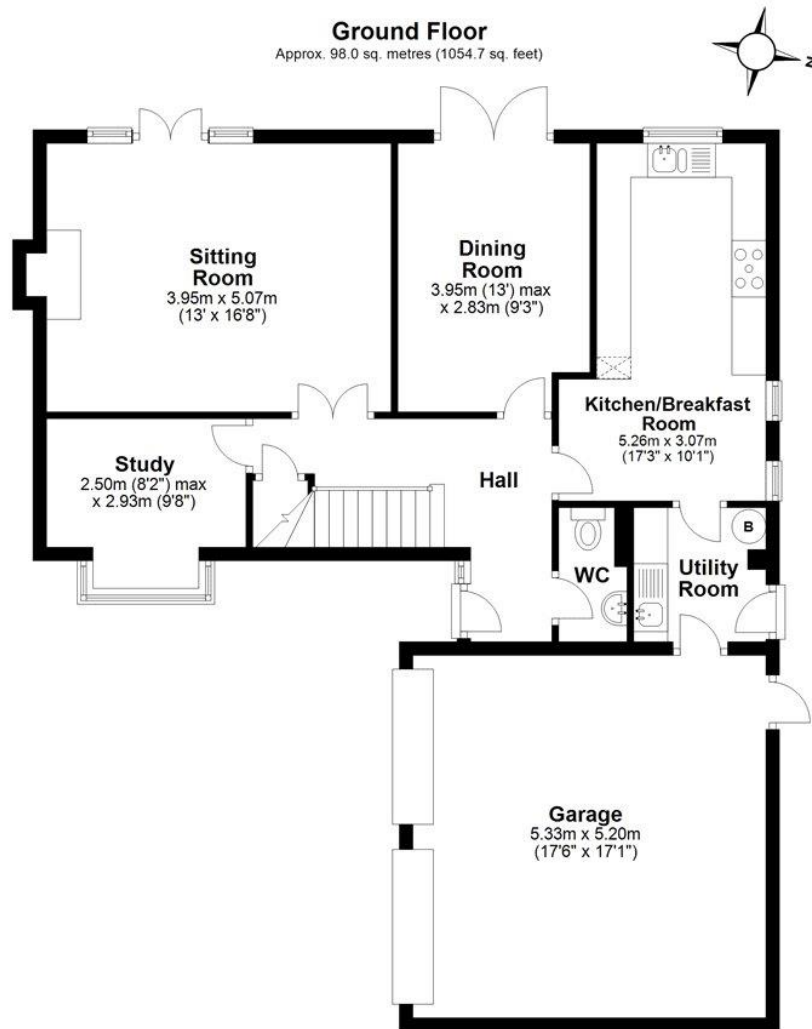 Ground Floor
Approx. 98.0 sq. metres (1054.7 sq. feet)
N
Sitting
Room
3.95m x 5.07m
(13' x 16'8")
Dining
Room
3.95m (13') max
x 2.83m (9'3")
Kitchen/Breakfast
Room
5.26m x 3.07m
(17'3" x 10'1")
Study
2.50m (8'2") max
x 2.93m (9'8")
Hall
WC
B
Utility
Room
Garage
5.33m x 5.20m
(17'6" x 17'1")